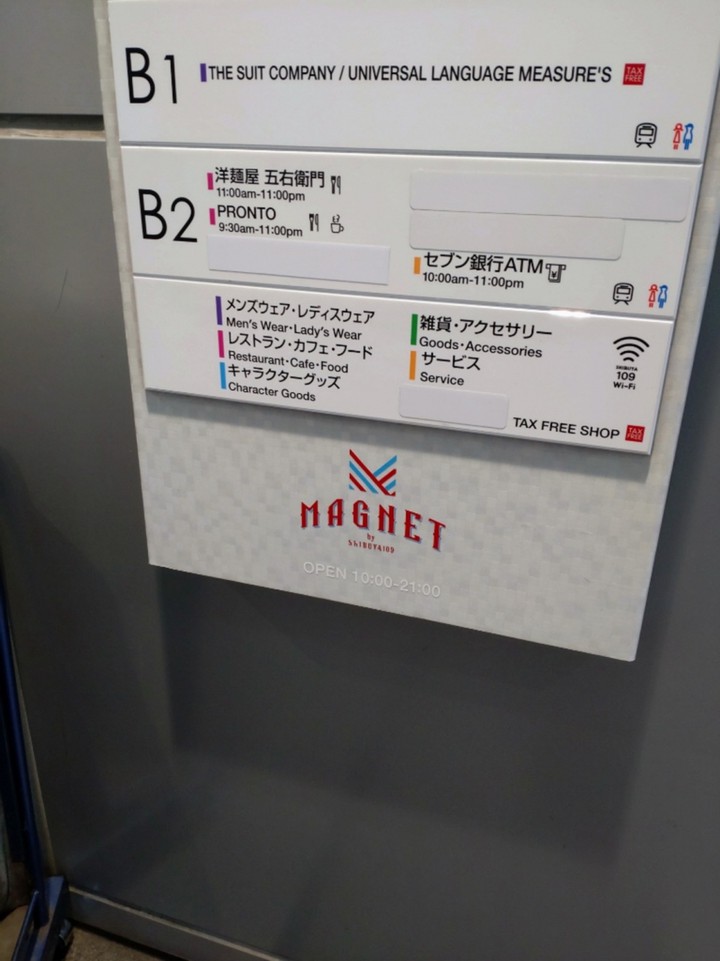 B1
THE SUIT COMPANY / UNIVERSAL LANGUAGE MEASURE'S TAX FREE
B2
洋麺屋 五右衛門
11:00am-11:00pm
PRONTO
9:30am-11:00pm
セブン銀行ATM
10:00am-11:00pm
メンズウェア・レディスウェア
Men's Wear・Lady's Wear
レストラン・カフェ・フード
Restaurant・Cafe・Food
キャラクターグッズ
Character Goods
雑貨・アクセサリー
Goods・Accessories
サービス
Service
SHIBUYA
109
Wi-Fi
TAX FREE SHOP TAX FREE
MAGNET
by
SHIBUYA109
OPEN 10:00-21:00